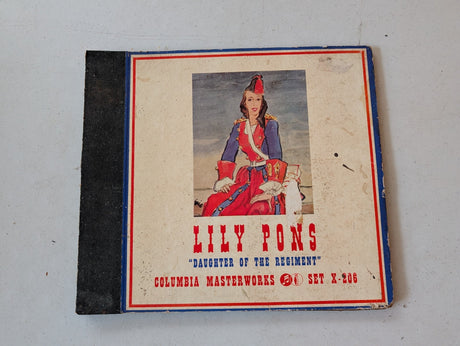 LILY PONS
"DAUGHTER OF THE REGIMENT"
COLUMBIA MASTERWORKS SET X-206